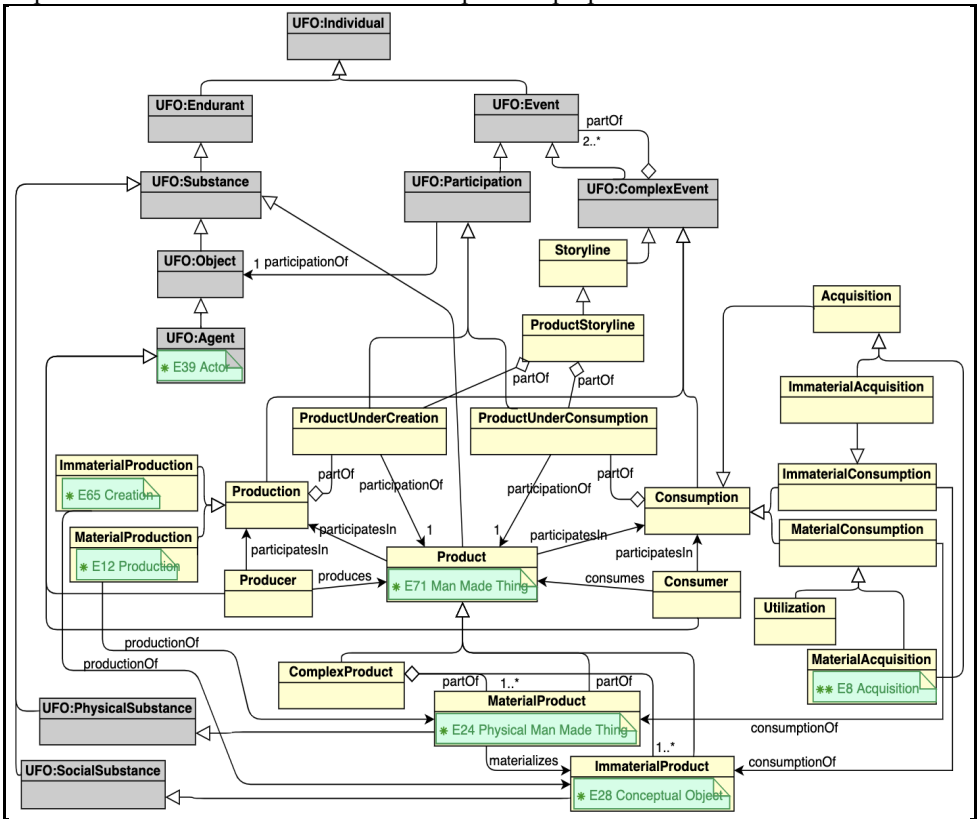 UFO:Individual
UFO:Endurant
UFO:Event
partOf
2..*
UFO:Substance
UFO:Participation
UFO:ComplexEvent
Storyline
UFO:Object
1 participationOf
Acquisition
ProductStoryline
UFO:Agent
* E39 Actor
partOf
partOf
ImmaterialAcquisition
ProductUnderCreation
ProductUnderConsumption
ImmaterialProduction
* E65 Creation
Production
partOf
participationOf
participationOf
partOf
Consumption
ImmaterialConsumption
MaterialProduction
* E12 Production
participatesIn
participatesIn
1
1
participatesIn
participatesIn
MaterialConsumption
Product
* E71 Man Made Thing
Producer
produces
consumes
Consumer
Utilization
productionOf
productionOf
ComplexProduct
partOf
1..*
partOf
MaterialAcquisition
** E8 Acquisition
UFO:PhysicalSubstance
MaterialProduct
* E24 Physical Man Made Thing
consumptionOf
1..*
materializes
consumptionOf
UFO:SocialSubstance
ImmaterialProduct
* E28 Conceptual Object